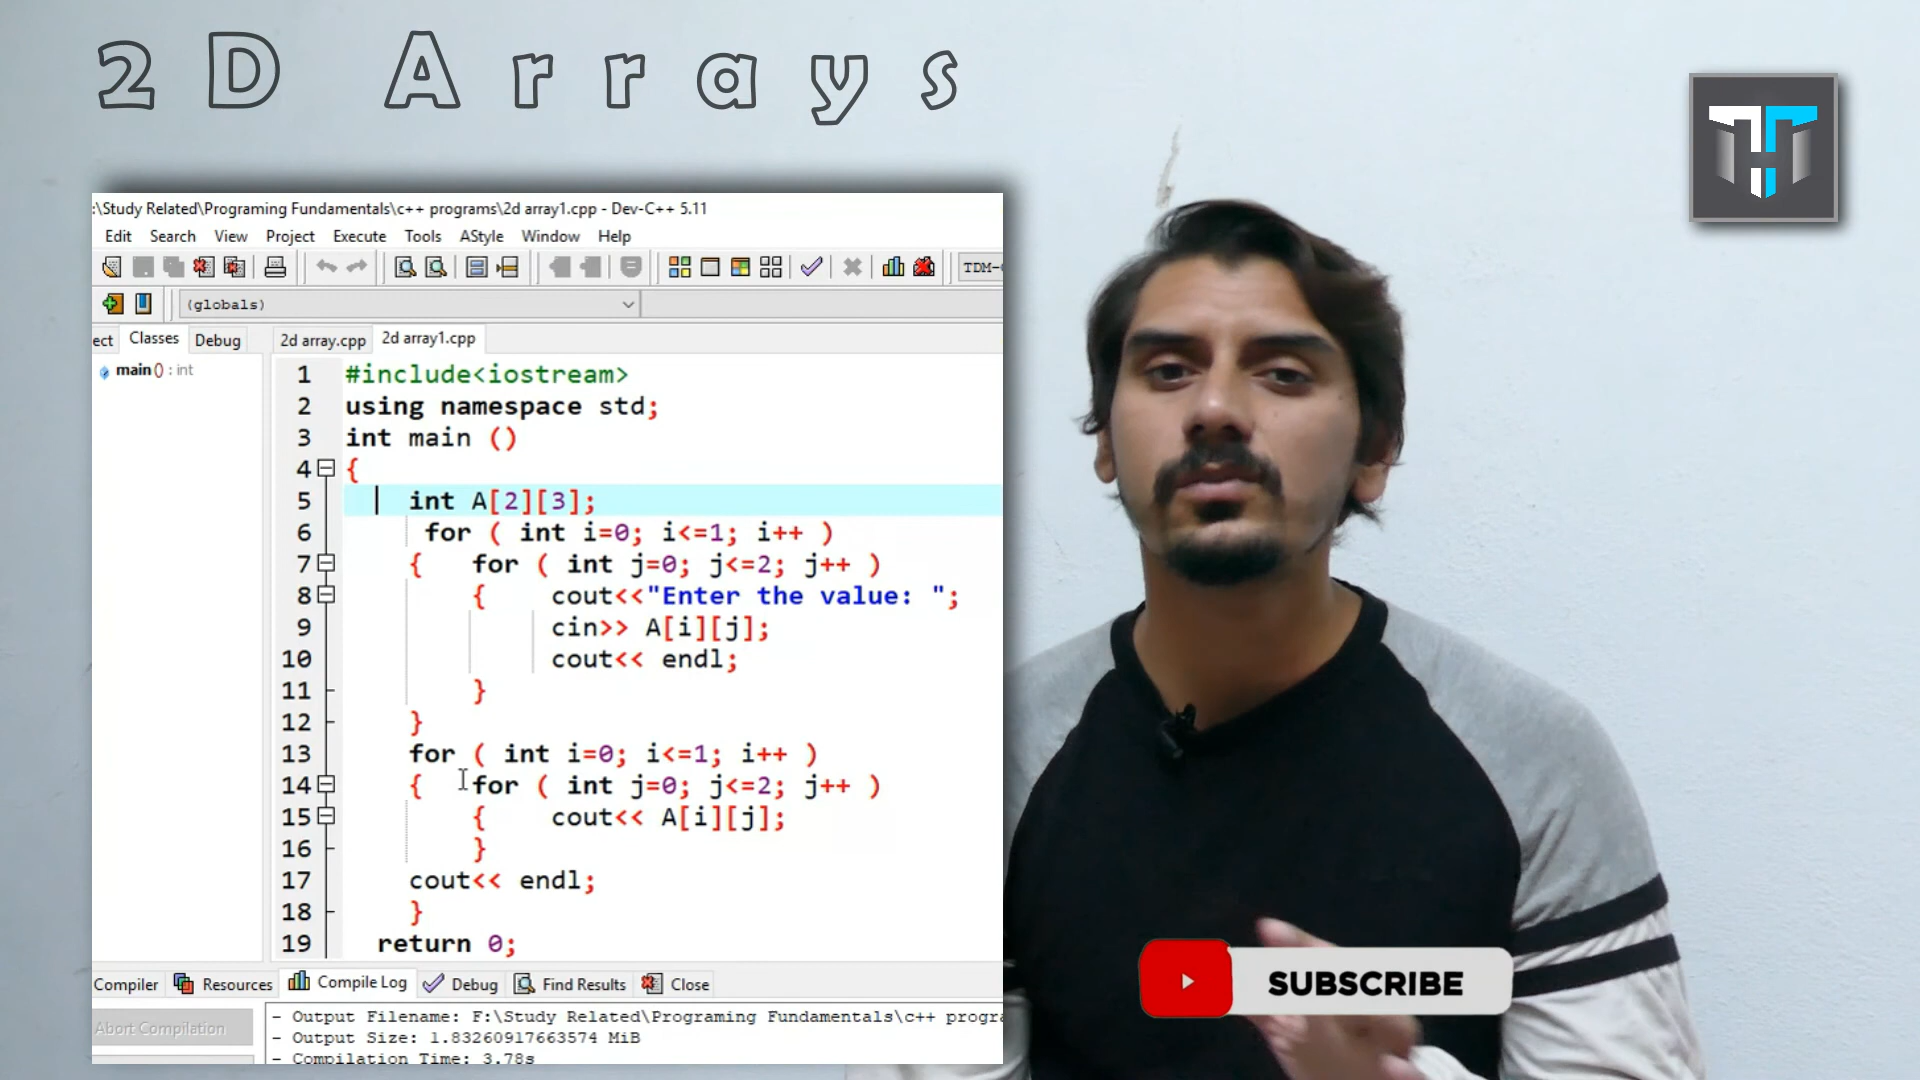 2D Arrays
:\Study Related\Programing Fundamentals\c++ programs\2d array1.cpp - Dev-C++ 5.11
Edit Search View Project Execute Tools AStyle Window Help
TDM-
(globals)
ect Classes Debug 2d array.cpp 2d array1.cpp
main() : int
1 #include<iostream>
2 using namespace std;
3 int main ()
4 {
5 int A[2][3];
6 for ( int i=0; i<=1; i++ )
7 { for ( int j=0; j<=2; j++ )
8 { cout<<"Enter the value: ";
9 cin>> A[i][j];
10 cout<< endl;
11 }
12 }
13 for ( int i=0; i<=1; i++ )
14 { for ( int j=0; j<=2; j++ )
15 { cout<< A[i][j];
16 }
17 cout<< endl;
18 }
19 return 0;
Compiler Resources Compile Log Debug Find Results Close
Abort Compilation
- Output Filename: F:\Study Related\Programing Fundamentals\c++ progra
- Output Size: 1.83260917663574 MiB
- Compilation Time: 3.78s
SUBSCRIBE